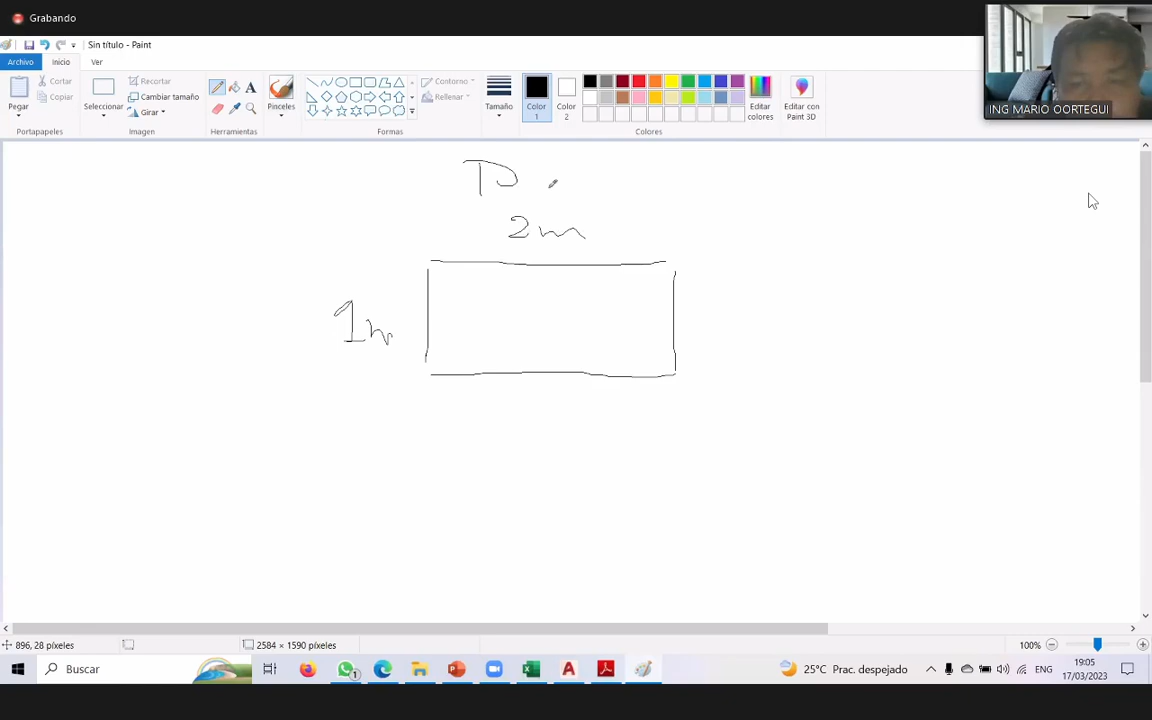 Grabando
Sin título - Paint
Archivo Inicio Ver
Pegar
Cortar
Copiar
Seleccionar
Recortar
Cambiar tamaño
Girar
A
Pinceles
Contorno
Rellenar
Tamaño
Color 1
Color 2
Editar colores
Editar con Paint 3D
Portapapeles Imagen Herramientas Formas Colores
ING MARIO OORTEGUI
2m
1m
896, 28 píxeles 2584 × 1590 píxeles 100%
Buscar 1 25°C Prac. despejado ENG 19:05
17/03/2023